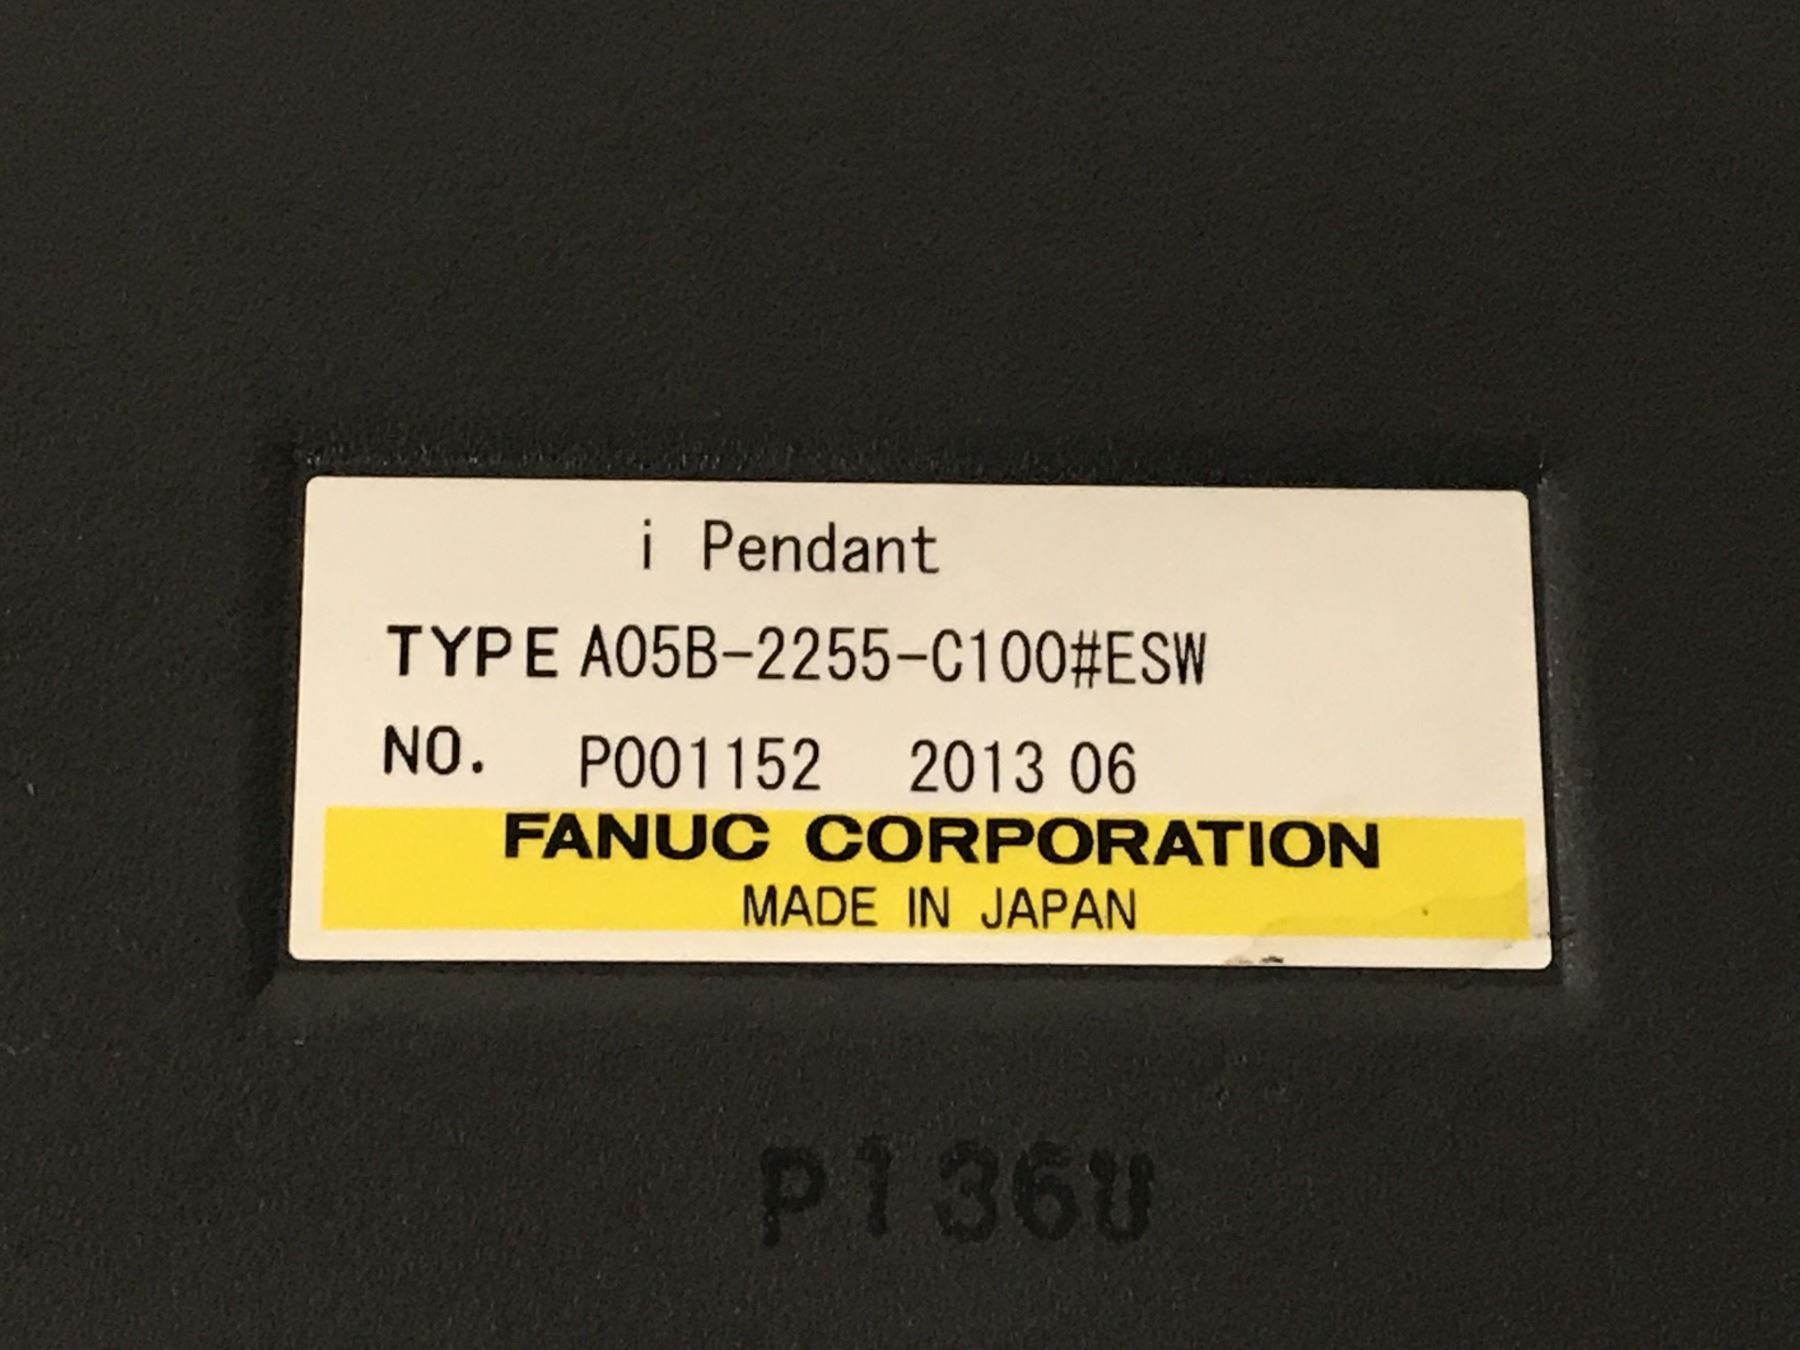 i Pendant
TYPE A05B-2255-C100#ESW
NO. P001152 2013 06
FANUC CORPORATION
MADE IN JAPAN
P136U